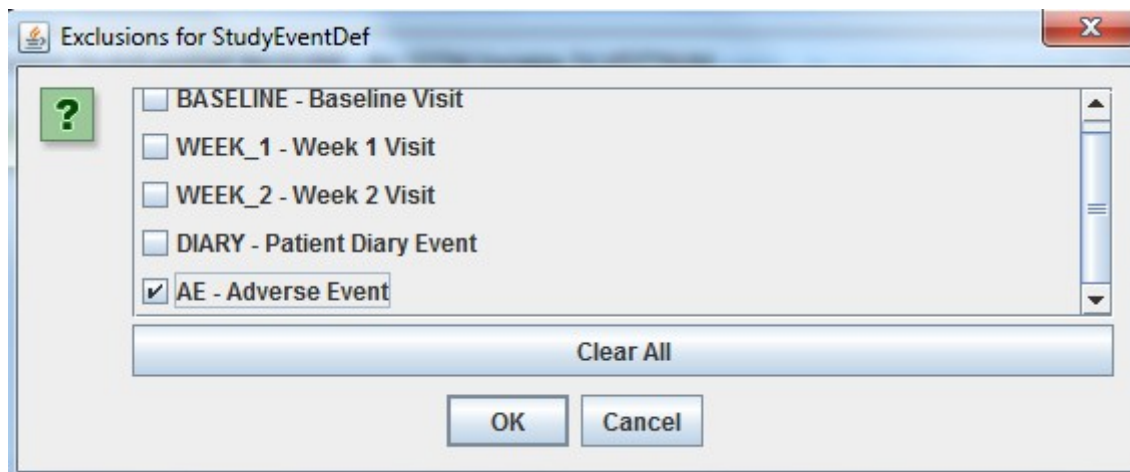 Exclusions for StudyEventDef
BASELINE - Baseline Visit
WEEK_1 - Week 1 Visit
WEEK_2 - Week 2 Visit
DIARY - Patient Diary Event
AE - Adverse Event
Clear All
OK Cancel